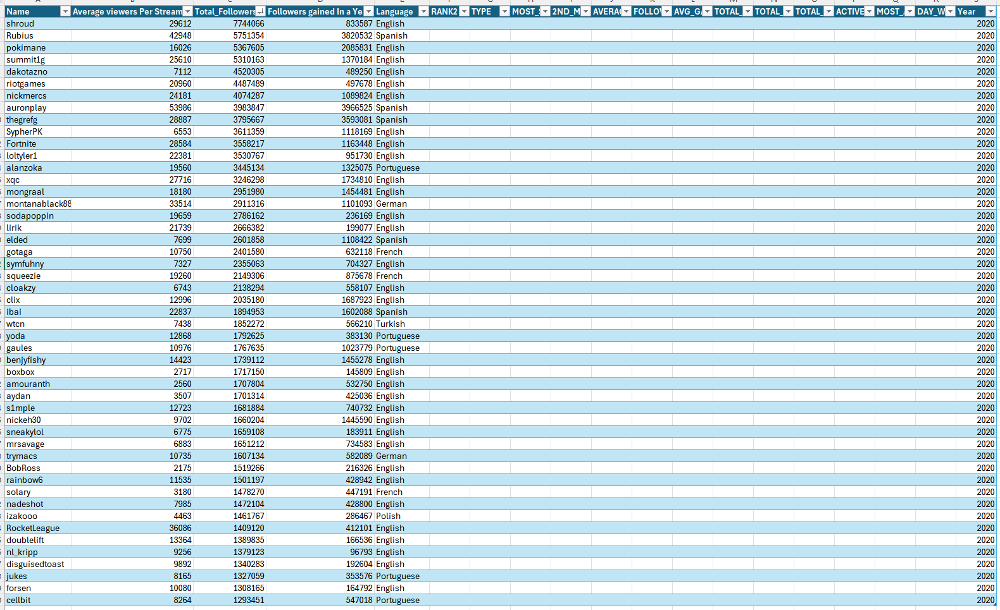 Name Average viewers Per Stream Total_Followers Followers gained In a Ye Language RANK2 TYPE MOST_ 2ND_M AVERA FOLLOV AVG_GA TOTAL_ TOTAL_ TOTAL_ ACTIVE MOST_ DAY_W Year
shroud 29612 7744066 833587 English 2020
Rubius 42948 5751354 3820532 Spanish 2020
pokimane 16026 5367605 2085831 English 2020
summit1g 25610 5310163 1370184 English 2020
dakotazno 7112 4520305 489250 English 2020
riotgames 20960 4487489 497678 English 2020
nickmercs 24181 4074287 1089824 English 2020
auronplay 53986 3983847 3966525 Spanish 2020
thegrefg 28887 3795667 3593081 Spanish 2020
SypherPK 6553 3611359 1118169 English 2020
Fortnite 28584 3558217 1163448 English 2020
loltyler1 22381 3530767 951730 English 2020
alanzoka 19560 3445134 1325075 Portuguese 2020
xqc 27716 3246298 1734810 English 2020
mongraal 18180 2951980 1454481 English 2020
montanablack88 33514 2911316 1101093 German 2020
sodapoppin 19659 2786162 236169 English 2020
lirik 21739 2666382 199077 English 2020
elded 7699 2601858 1108422 Spanish 2020
gotaga 10750 2401580 632118 French 2020
symfuhny 7327 2355063 704327 English 2020
squeezie 19260 2149306 875678 French 2020
cloakzy 6743 2138294 558107 English 2020
clix 12996 2035180 1687923 English 2020
ibai 22837 1894953 1602088 Spanish 2020
wtcn 7438 1852272 566210 Turkish 2020
yoda 12868 1792625 383130 Portuguese 2020
gaules 10976 1767635 1023779 Portuguese 2020
benjyfishy 14423 1739112 1455278 English 2020
boxbox 2717 1717150 145809 English 2020
amouranth 2560 1707804 532750 English 2020
aydan 3507 1701314 425036 English 2020
s1mple 12723 1681884 740732 English 2020
nickeh30 9702 1660204 1445590 English 2020
sneakylol 6775 1659108 183911 English 2020
mrsavage 6883 1651212 734583 English 2020
trymacs 10735 1607134 582089 German 2020
BobRoss 2175 1519266 216326 English 2020
rainbow6 11535 1501197 428942 English 2020
solary 3180 1478270 447191 French 2020
nadeshot 7985 1472104 428800 English 2020
izakooo 4463 1461767 286467 Polish 2020
RocketLeague 36086 1409120 412101 English 2020
doublelift 13364 1389835 166536 English 2020
nl_kripp 9256 1379123 96793 English 2020
disguisedtoast 9892 1340283 192604 English 2020
jukes 8165 1327059 353576 Portuguese 2020
forsen 10080 1308165 164792 English 2020
cellbit 8264 1293451 547018 Portuguese 2020